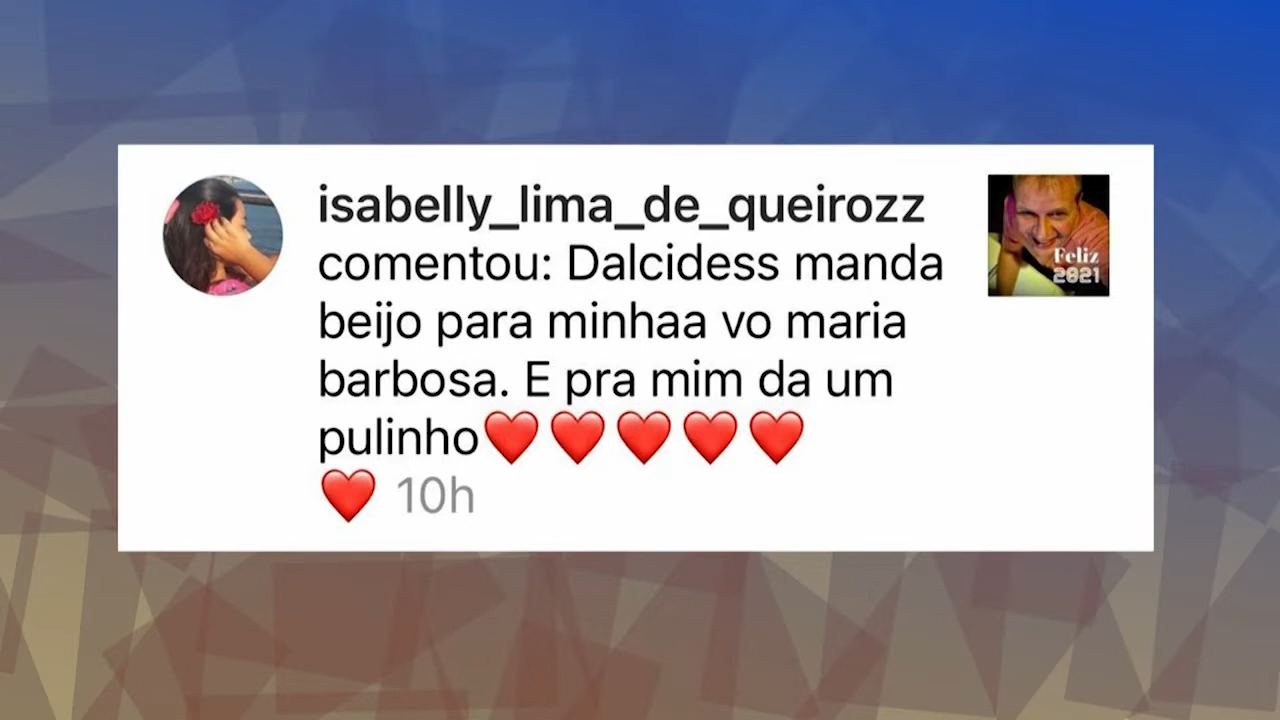 isabelly_lima_de_queirozz
comentou: Dalcidess manda
beijo para minhaa vo maria
barbosa. E pra mim da um
pulinho❤️❤️❤️❤️❤️
❤️ 10h
Feliz
2021